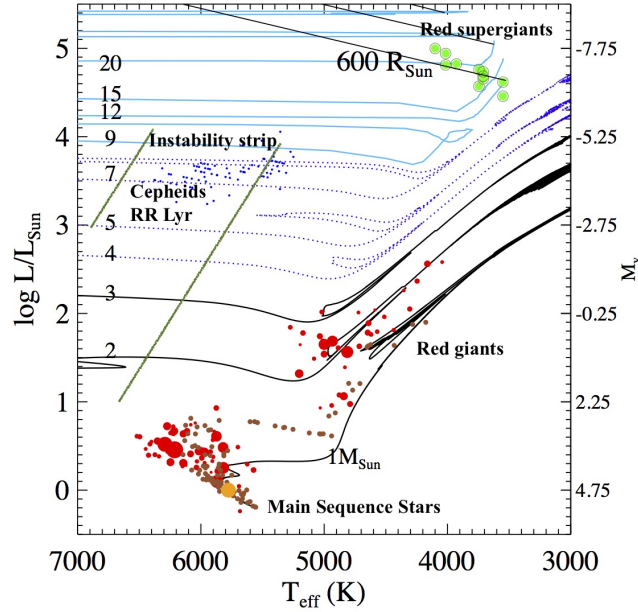 Red supergiants
600 R_Sun
20
15
12
9
7
5
4
3
2
Instability strip
Cepheids
RR Lyr
Red giants
1M_Sun
Main Sequence Stars
5
4
3
2
1
0
log L/L_Sun
-7.75
-5.25
-2.75
-0.25
2.25
4.75
M_v
7000
6000
5000
4000
3000
T_eff (K)